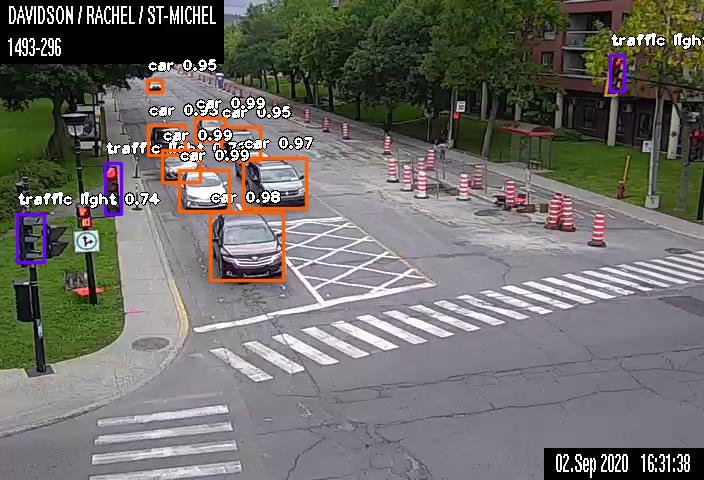 DAVIDSON / RACHEL / ST-MICHEL
1493-296
car 0.95
traffic light
car 0.99
car 0.95
car 0.99
traffic light 0.7
car 0.99
car 0.97
car 0.98
traffic light 0.74
02.Sep 2020 16:31:38